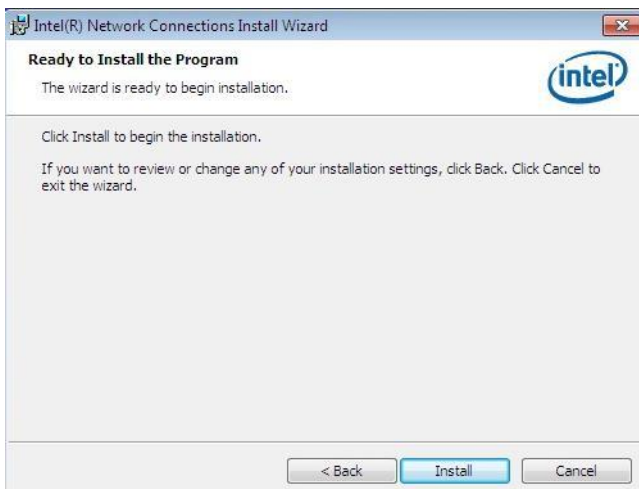 Intel(R) Network Connections Install Wizard
Ready to Install the Program
The wizard is ready to begin installation.
intel
Click Install to begin the installation.
If you want to review or change any of your installation settings, click Back. Click Cancel to
exit the wizard.
< Back
Install
Cancel